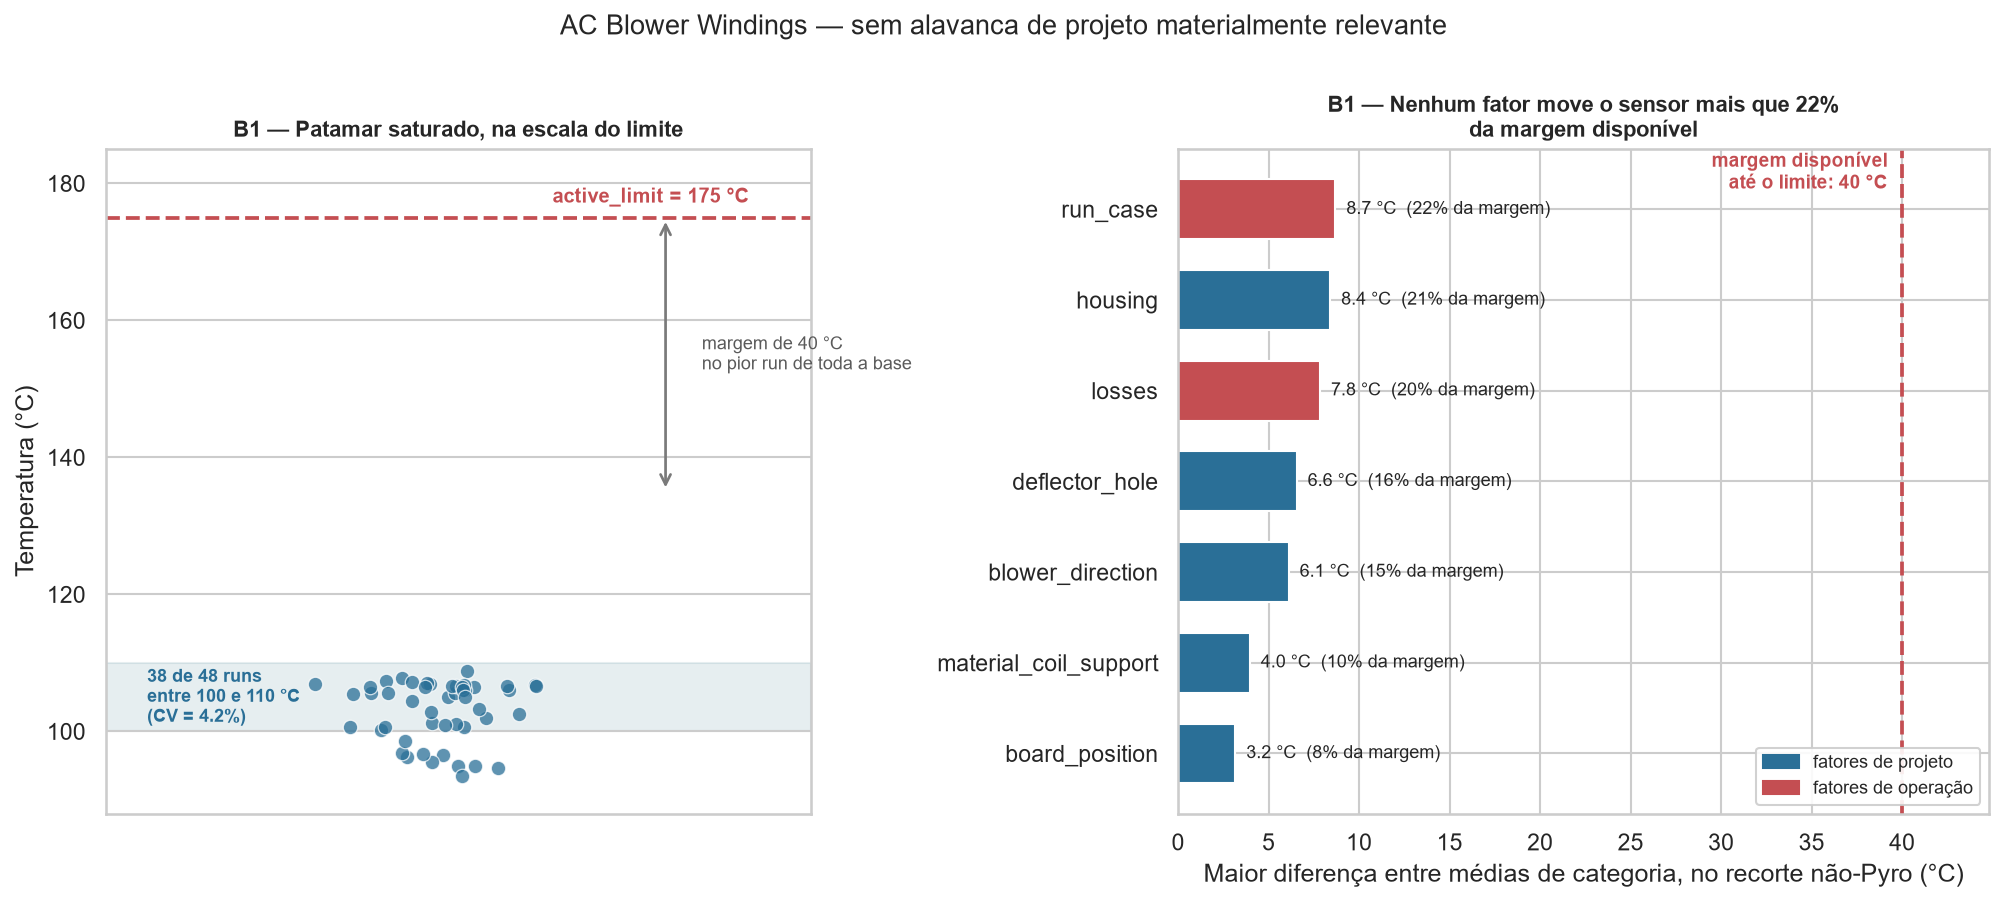 AC Blower Windings — sem alavanca de projeto materialmente relevante
B1 — Patamar saturado, na escala do limite
Temperatura (°C)
180
160
140
120
100
active_limit = 175 °C
margem de 40 °C
no pior run de toda a base
38 de 48 runs
entre 100 e 110 °C
(CV = 4.2%)
B1 — Nenhum fator move o sensor mais que 22%
da margem disponível
margem disponível
até o limite: 40 °C
run_case
8.7 °C (22% da margem)
housing
8.4 °C (21% da margem)
losses
7.8 °C (20% da margem)
deflector_hole
6.6 °C (16% da margem)
blower_direction
6.1 °C (15% da margem)
material_coil_support
4.0 °C (10% da margem)
board_position
3.2 °C (8% da margem)
fatores de projeto
fatores de operação
0 5 10 15 20 25 30 35 40
Maior diferença entre médias de categoria, no recorte não-Pyro (°C)